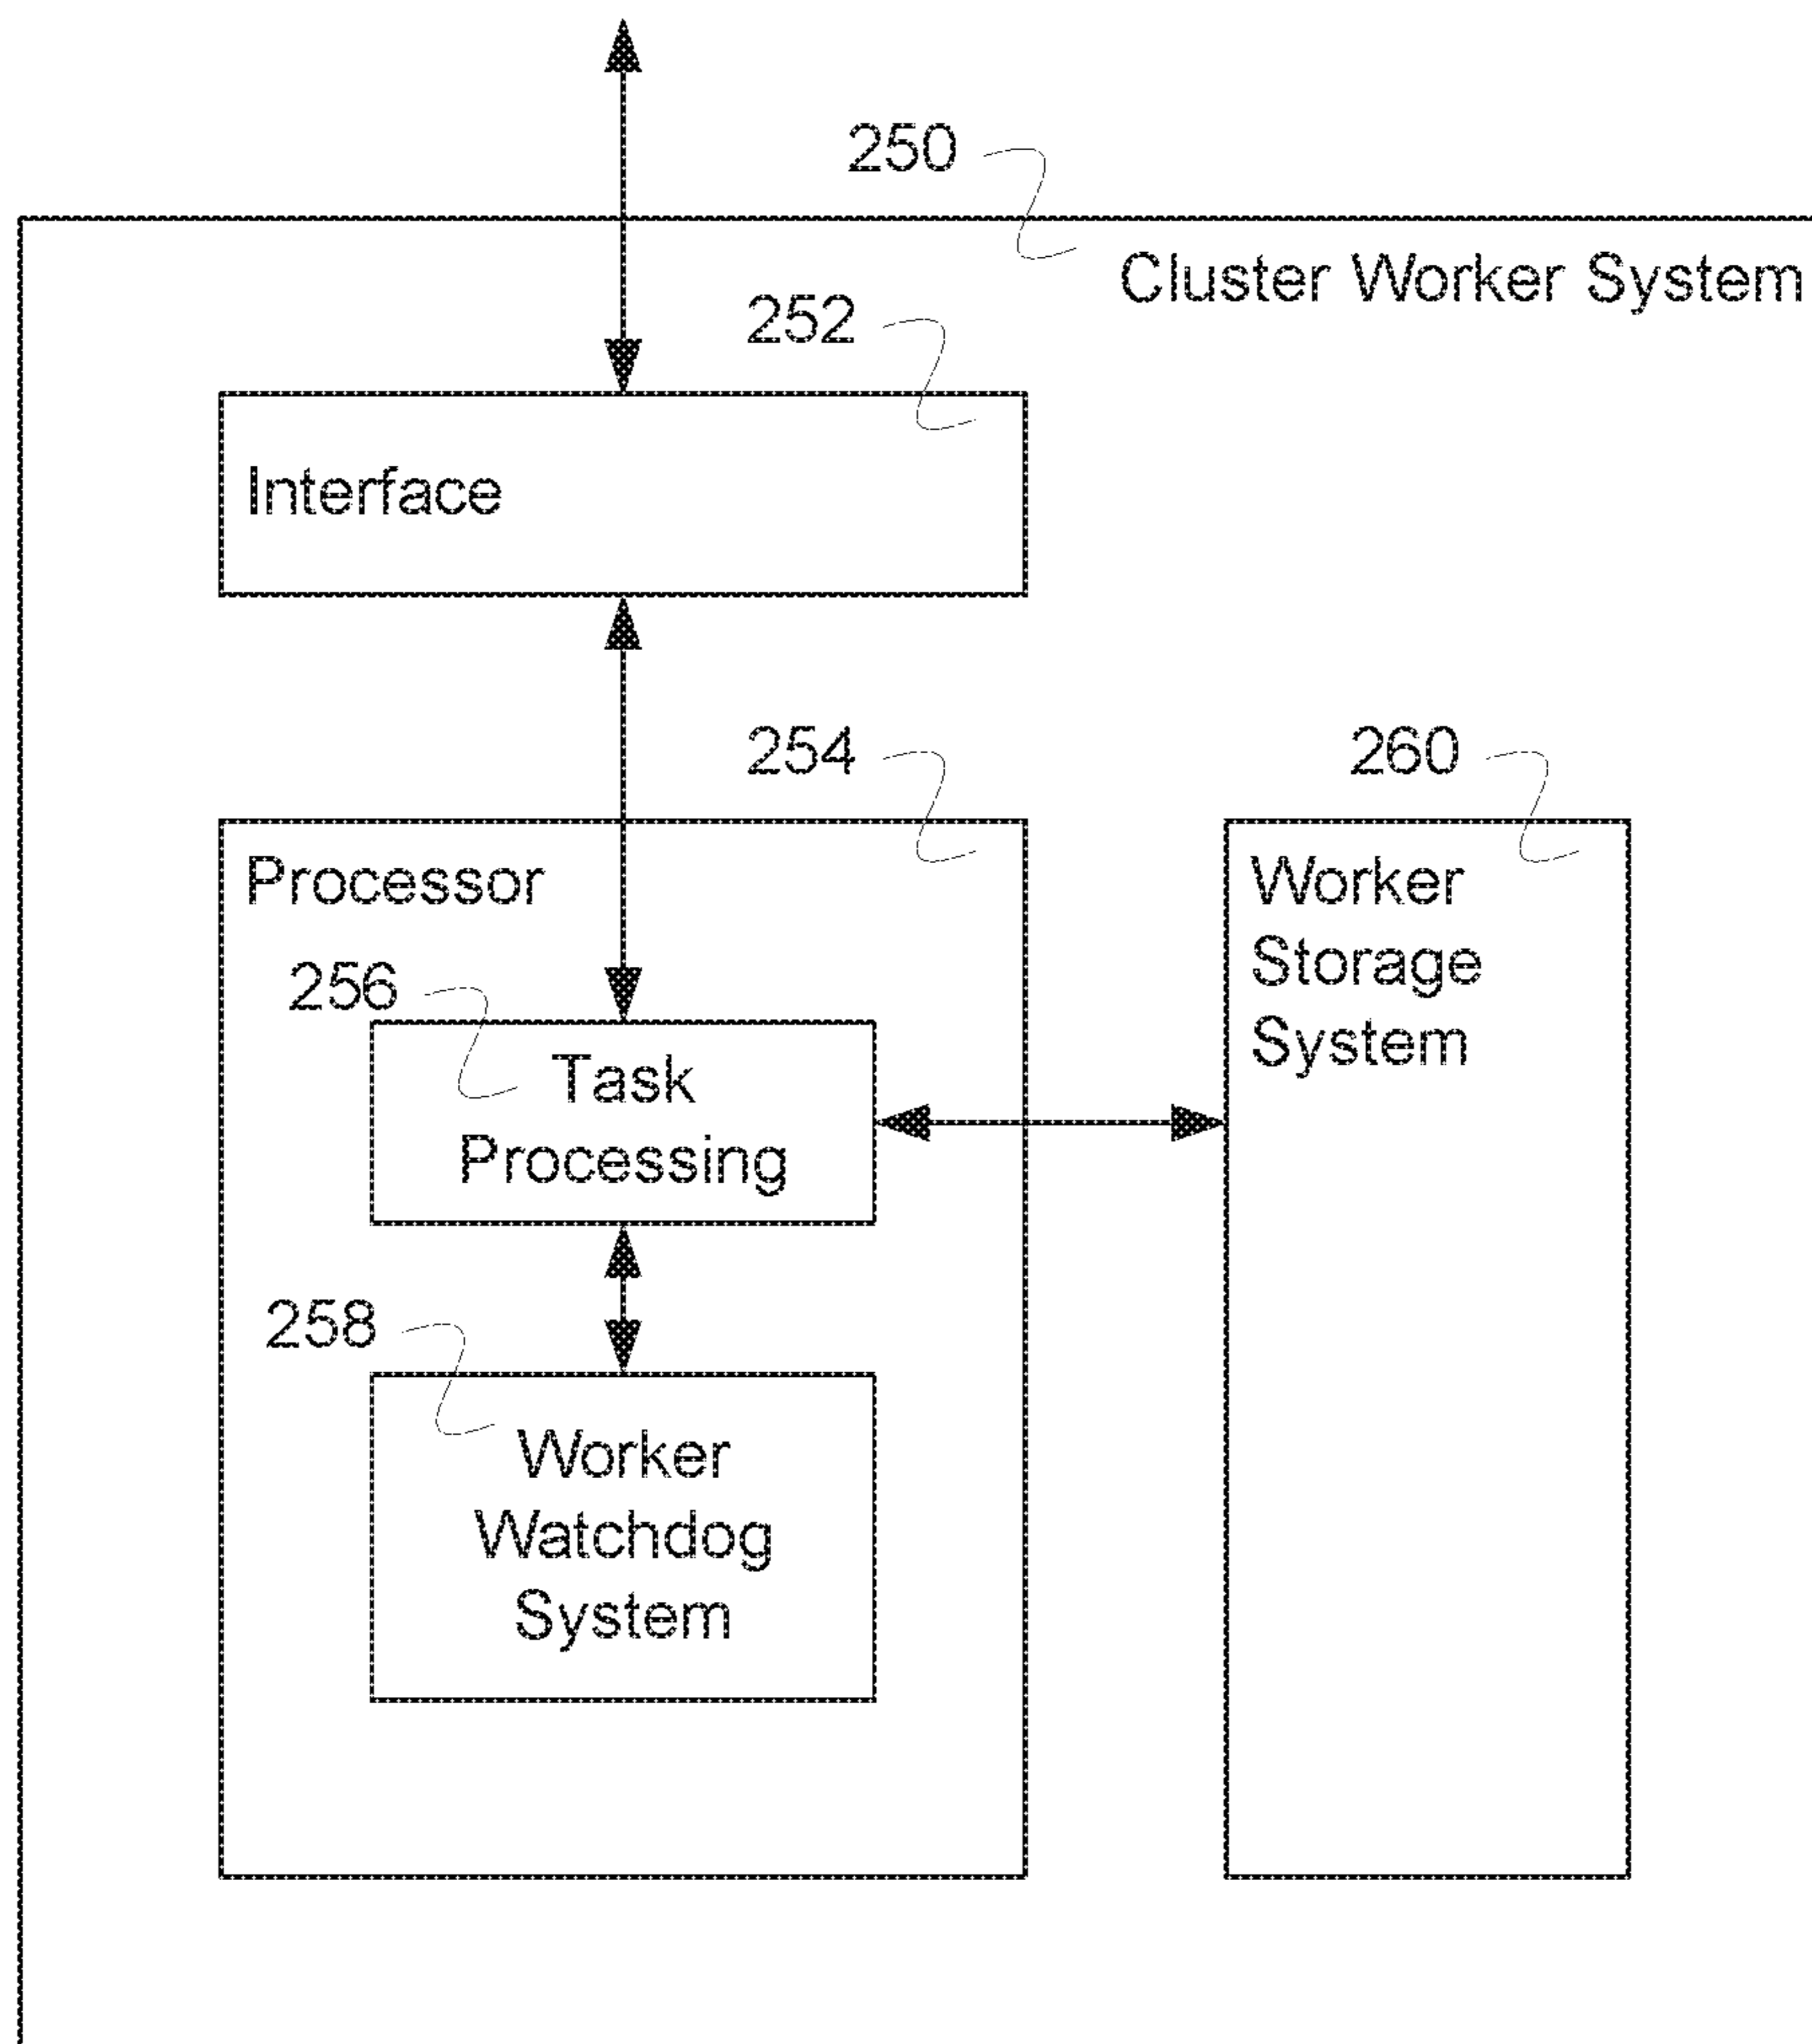 250
Cluster Worker System
252
Interface
254
260
Processor
Worker
Storage
System
256
Task
Processing
258
Worker
Watchdog
System